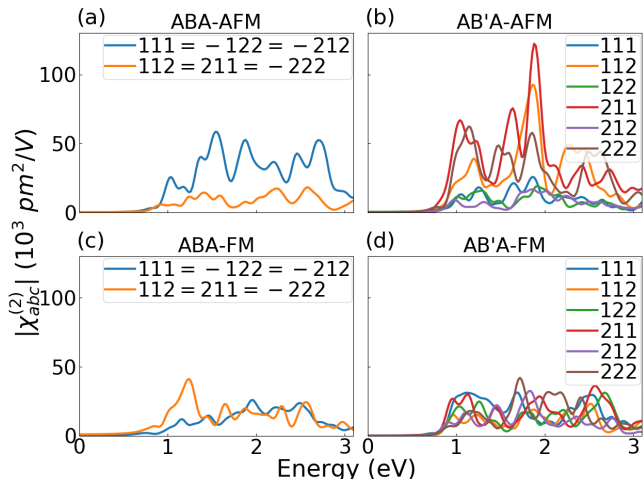 (a) ABA-AFM
111 = −122 = −212
112 = 211 = −222
100
50
0
(b) AB'A-AFM
111
112
122
211
212
222
(c) ABA-FM
111 = −122 = −212
112 = 211 = −222
100
50
0
0 1 2 3
(d) AB'A-FM
111
112
122
211
212
222
0 1 2 3
|χ_{abc}^{(2)}| (10³ pm²/V)
Energy (eV)